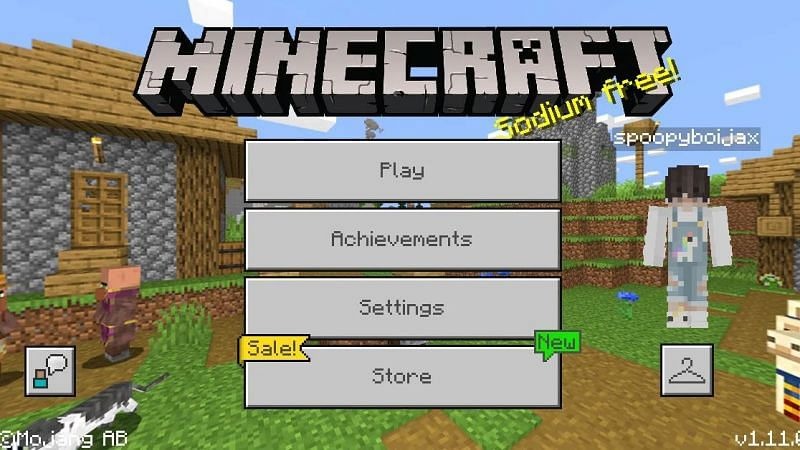 MINECRAFT
Sodium free!
spoopyboijax
Play
Achievements
Settings
Sale!
New
Store
©Mojang AB
v1.11.0